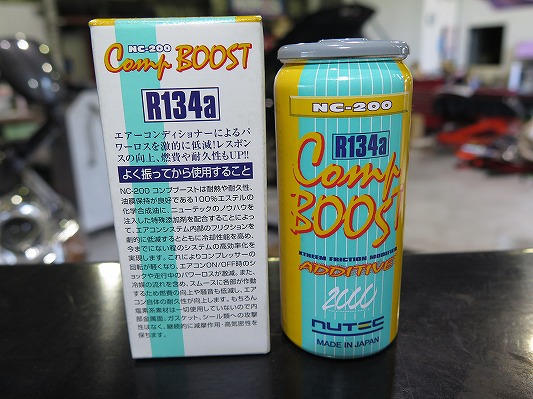 NC-200
Comp BOOST
R134a
エアーコンディショナーによるパ
ワーロスを激的に低減!レスポン
スの向上、燃費や耐久性もUP!!
よく振ってから使用すること
NC-200 コンプブーストは耐熱や耐久性、
油膜保持が良好である100%エステルの
化学合成油に、ニューテックのノウハウを
注入した特殊添加剤を配合することによっ
て、エアコンシステム内部のフリクションを
劇的に低減するとともに冷却性能を高め、
今までにない程のシステムの高効率化を
実現します。これによりコンプレッサーの
回転が軽くなり、エアコンON/OFF時のシ
ョックや走行中のパワーロスが激減。また、
冷媒の流れを含め、スムースに各部が作動
するため燃費の向上や騒音も低減し、エア
コン自体の耐久性が向上します。もちろん
塩素系素材は一切使用していないので内
部金属面、ガスケット、シール類への攻撃
性はなく、継続的に減摩作用・高気密性を
保ちます。
NC-200
R134a
Comp
BOOST
XTREEM FRICTION MODIFIER
ADDITIVE
2000
NUTEC
MADE IN JAPAN